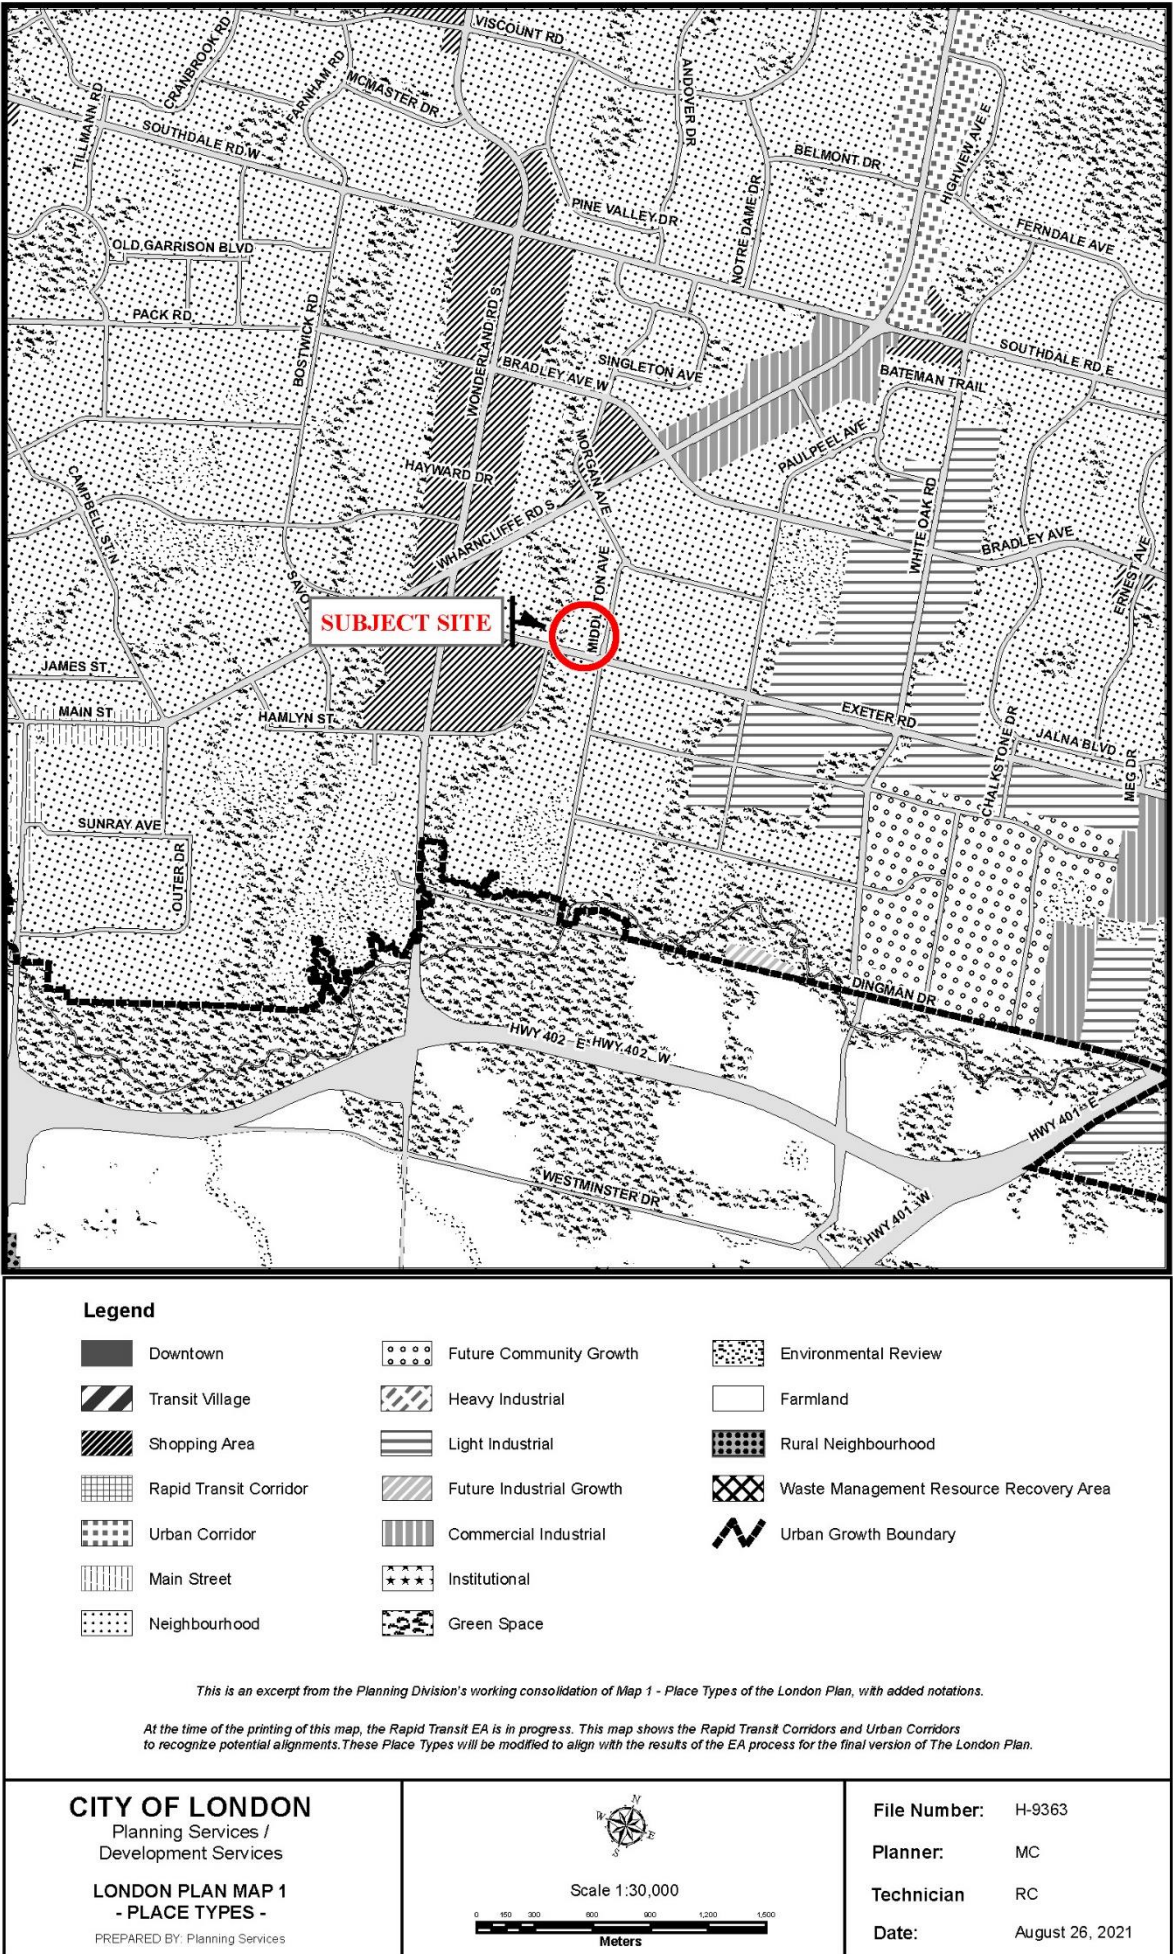 VISCOUNT RD
CRANBROOK RD
FARNHAM RD
MCMASTER DR
ANDOVER DR
TILLMANN RD
SOUTHDALE RD W
BELMONT DR
HIGHVIEW AVE E
PINE VALLEY DR
NOTRE DAME DR
FERNDALE AVE
OLD GARRISON BLVD
PACK RD
BOSTWICK RD
WONDERLAND RD S
BRADLEY AVE W
SINGLETON AVE
SOUTHDALE RD E
BATEMAN TRAIL
MORGAN AVE
PAULPEEL AVE
HAYWARD DR
CAMPBELL ST N
WHARNCLIFFE RD S
WHITE OAK RD
BRADLEY AVE
ERNEST AVE
SAVO
SUBJECT SITE
MIDDL
TON AVE
JAMES ST
MAIN ST
HAMLYN ST
EXETER RD
CHALKSTONE DR
JALNA BLVD
MEG DR
SUNRAY AVE
OUTER DR
DINGMAN DR
HWY 402 E
HWY 402 W
HWY 401 E
WESTMINSTER DR
HWY 401 W
Legend
Downtown
Transit Village
Shopping Area
Rapid Transit Corridor
Urban Corridor
Main Street
Neighbourhood
Future Community Growth
Heavy Industrial
Light Industrial
Future Industrial Growth
Commercial Industrial
Institutional
Green Space
Environmental Review
Farmland
Rural Neighbourhood
Waste Management Resource Recovery Area
Urban Growth Boundary
This is an excerpt from the Planning Division's working consolidation of Map 1 - Place Types of the London Plan, with added notations.
At the time of the printing of this map, the Rapid Transit EA is in progress. This map shows the Rapid Transit Corridors and Urban Corridors
to recognize potential alignments. These Place Types will be modified to align with the results of the EA process for the final version of The London Plan.
CITY OF LONDON
Planning Services /
Development Services
LONDON PLAN MAP 1
- PLACE TYPES -
PREPARED BY: Planning Services
N
W
E
S
Scale 1:30,000
0 150 300 600 900 1,200 1,500
Meters
File Number: H-9363
Planner: MC
Technician RC
Date: August 26, 2021